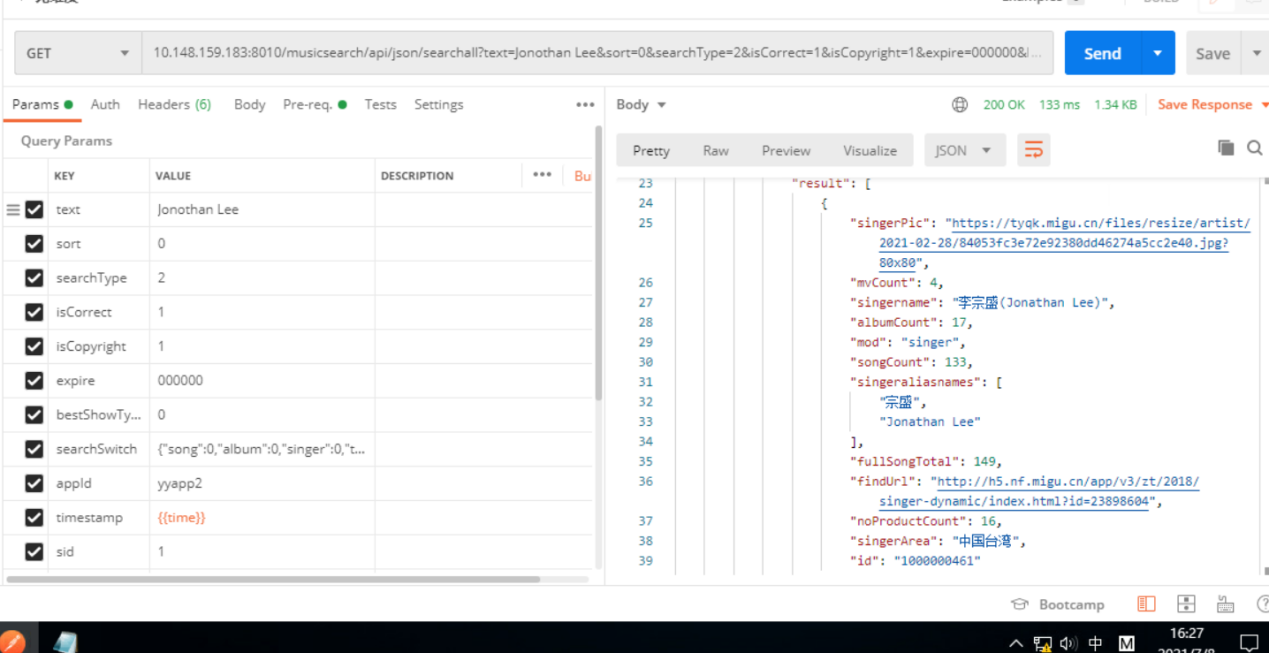 GET
10.148.159.183:8010/musicsearch/api/json/searchall?text=Jonothan Lee&sort=0&searchType=2&isCorrect=1&isCopyright=1&expire=000000&l...
Send
Save
Params
Auth
Headers (6)
Body
Pre-req.
Tests
Settings
•••
Body
200 OK
133 ms
1.34 KB
Save Response
Query Params
Pretty
Raw
Preview
Visualize
JSON
KEY
VALUE
DESCRIPTION
•••
Bu
text
Jonothan Lee
sort
0
searchType
2
isCorrect
1
isCopyright
1
expire
000000
bestShowTy...
0
searchSwitch
{"song":0,"album":0,"singer":0,"t...
appId
yyapp2
timestamp
{{time}}
sid
1
23 "result": [
24 {
25 "singerPic": "https://tyqk.migu.cn/files/resize/artist/
2021-02-28/84053fc3e72e92380dd46274a5cc2e40.jpg?
80x80",
26 "mvCount": 4,
27 "singername": "李宗盛(Jonathan Lee)",
28 "albumCount": 17,
29 "mod": "singer",
30 "songCount": 133,
31 "singeraliasnames": [
32 "宗盛",
33 "Jonathan Lee"
34 ],
35 "fullSongTotal": 149,
36 "findUrl": "http://h5.nf.migu.cn/app/v3/zt/2018/
singer-dynamic/index.html?id=23898604",
37 "noProductCount": 16,
38 "singerArea": "中国台湾",
39 "id": "1000000461"
Bootcamp
中
M
16:27
2021/7/8